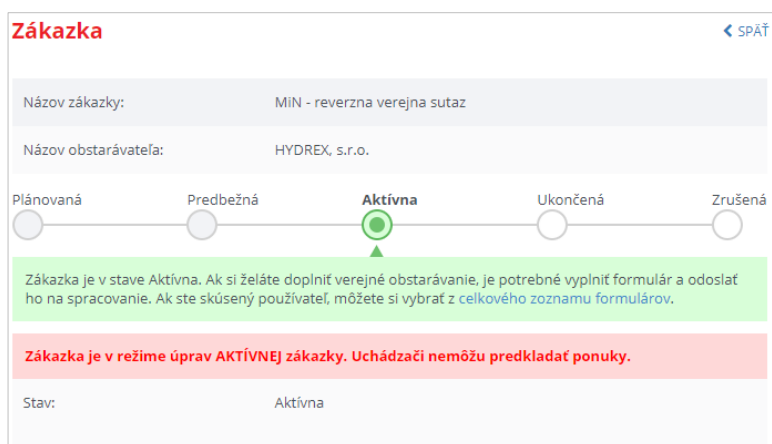 Zákazka
SPÄŤ
Názov zákazky: MiN - reverzna verejna sutaz
Názov obstarávateľa: HYDREX, s.r.o.
Plánovaná Predbežná Aktívna Ukončená Zrušená
Zákazka je v stave Aktívna. Ak si želáte doplniť verejné obstarávanie, je potrebné vyplniť formulár a odoslať
ho na spracovanie. Ak ste skúsený používateľ, môžete si vybrať z celkového zoznamu formulárov.
Zákazka je v režime úprav AKTÍVNEJ zákazky. Uchádzači nemôžu predkladať ponuky.
Stav: Aktívna